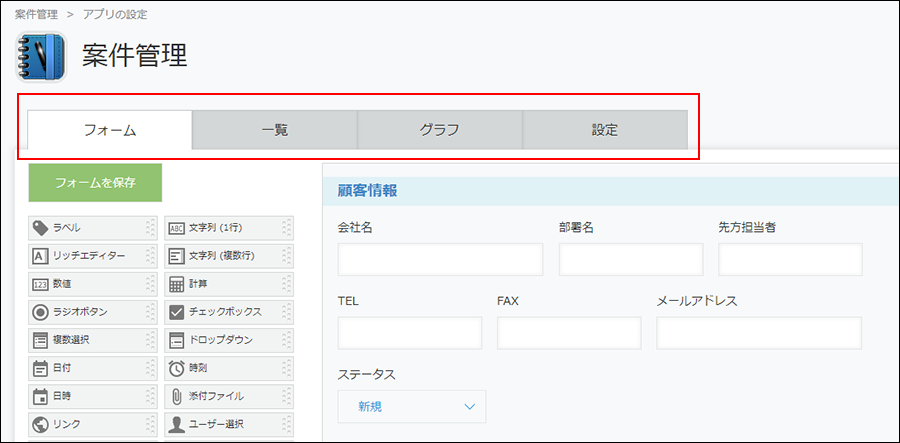 案件管理 > アプリの設定
案件管理
フォーム 一覧 グラフ 設定
フォームを保存
顧客情報
ラベル ABC 文字列 (1行)
会社名 部署名 先方担当者
A リッチエディター 文字列 (複数行)
123 数値 計算
TEL FAX メールアドレス
ラジオボタン チェックボックス
複数選択 ドロップダウン
日付 時刻
ステータス
日時 添付ファイル
新規
リンク ユーザー選択